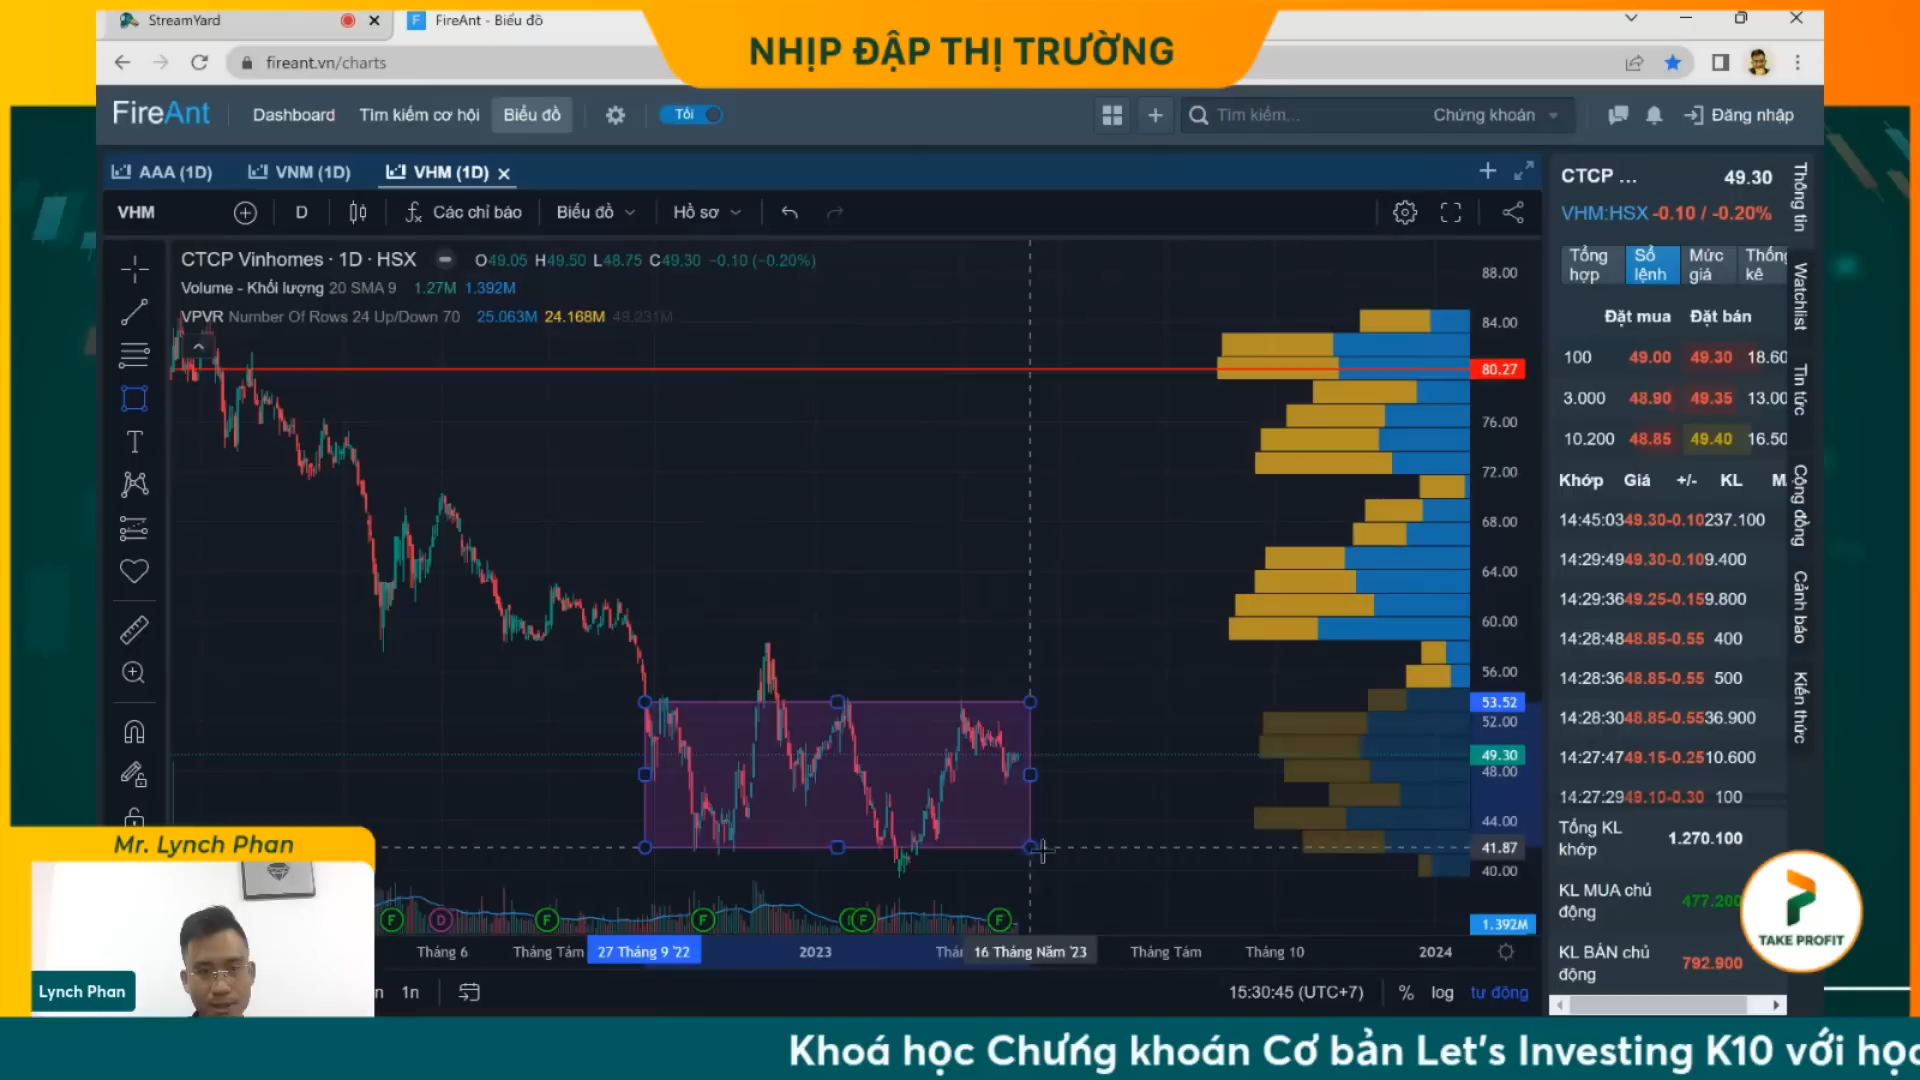 StreamYard
FireAnt - Biểu đồ
NHỊP ĐẬP THỊ TRƯỜNG
fireant.vn/charts
FireAnt
Dashboard
Tìm kiếm cơ hội
Biểu đồ
Tối
Tìm kiếm...
Chứng khoán
Đăng nhập
AAA (1D)
VNM (1D)
VHM (1D)
VHM
D
Các chỉ báo
Biểu đồ
Hồ sơ
CTCP Vinhomes · 1D · HSX
O49.05 H49.50 L48.75 C49.30 −0.10 (−0.20%)
Volume - Khối lượng 20 SMA 9 1.27M 1.392M
VPVR Number Of Rows 24 Up/Down 70 25.063M 24.168M 49.231M
88.00
84.00
80.27
76.00
72.00
68.00
64.00
60.00
56.00
53.52
52.00
49.30
48.00
44.00
41.87
40.00
1.392M
F
D
F
F
F
F
Tháng 6
Tháng Tám
27 Tháng 9 '22
2023
16 Tháng Năm '23
Tháng Tám
Tháng 10
2024
1n
15:30:45 (UTC+7)
%
log
tự động
CTCP ...
49.30
VHM:HSX -0.10 / -0.20%
Tổng hợp
Sổ lệnh
Mức giá
Thống kê
Đặt mua Đặt bán
100 49.00 49.30 18.60
3.000 48.90 49.35 13.00
10.200 48.85 49.40 16.50
Khớp Giá +/- KL M
14:45:03 49.30 -0.10 237.100
14:29:49 49.30 -0.10 9.400
14:29:36 49.25 -0.15 9.800
14:28:48 48.85 -0.55 400
14:28:36 48.85 -0.55 500
14:28:30 48.85 -0.55 36.900
14:27:47 49.15 -0.25 10.600
14:27:29 49.10 -0.30 100
Tổng KL khớp
1.270.100
KL MUA chủ động
477.200
KL BÁN chủ động
792.900
Thông tin
Watchlist
Tin tức
Cộng đồng
Cảnh báo
Kiến thức
TAKE PROFIT
Mr. Lynch Phan
Lynch Phan
Khoá học Chứng khoán Cơ bản Let's Investing K10 với học